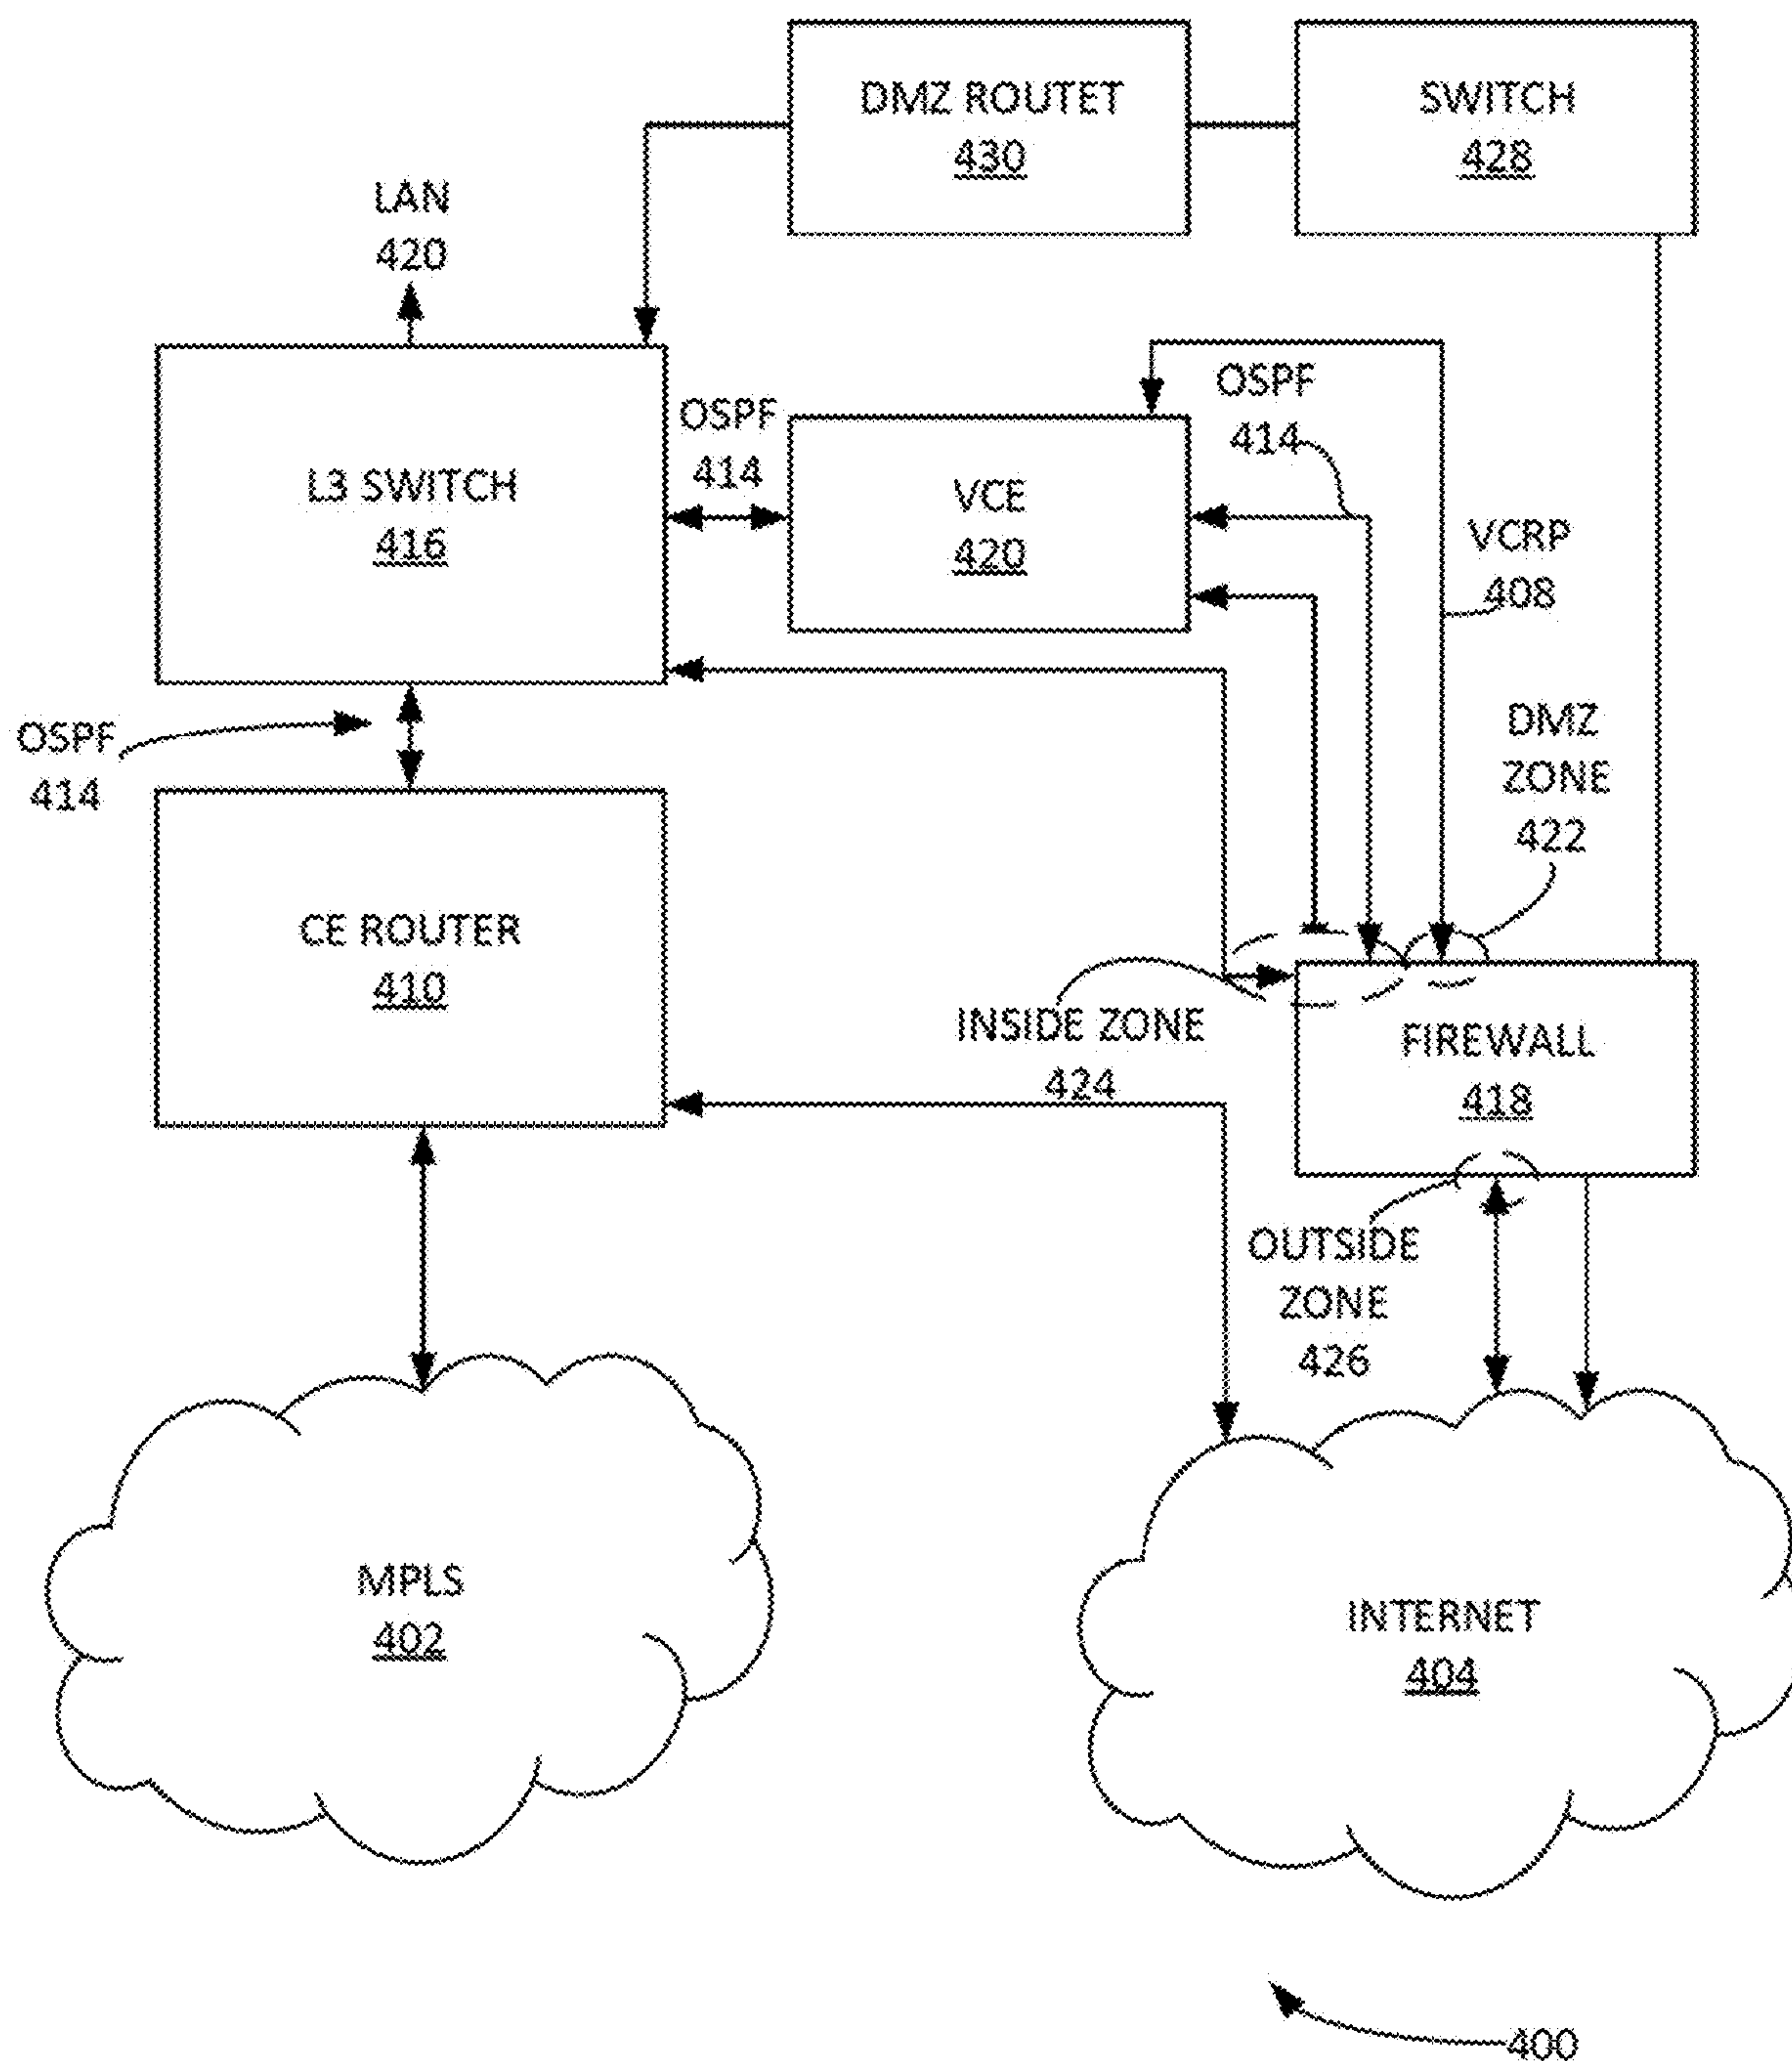 DMZ ROUTET
430
SWITCH
428
LAN
420
L3 SWITCH
416
OSPF
414
VCE
420
OSPF
414
VCRP
408
DMZ
ZONE
422
OSPF
414
CE ROUTER
410
INSIDE ZONE
424
FIREWALL
418
OUTSIDE
ZONE
426
MPLS
402
INTERNET
404
400